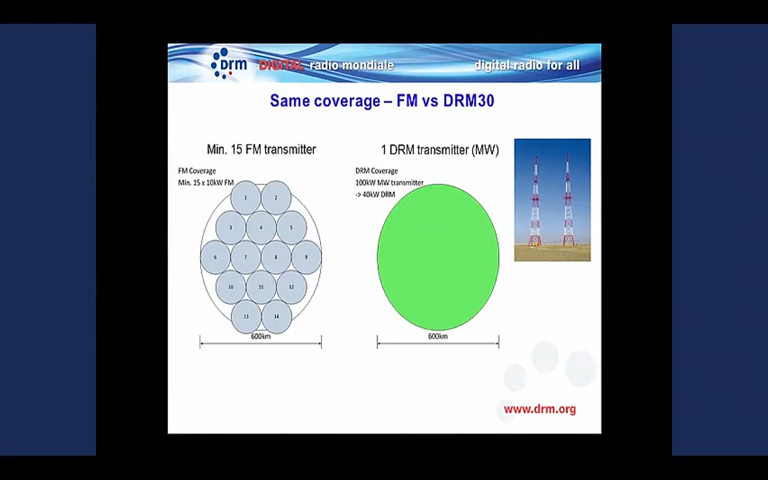 drm DIGITAL radio mondiale
digital radio for all
Same coverage – FM vs DRM30
Min. 15 FM transmitter
FM Coverage
Min. 15 x 10kW FM
1 2
3 4 5
6 7 8 9
10 11 12
13 14
600km
1 DRM transmitter (MW)
DRM Coverage
100kW MW transmitter
-> 40kW DRM
600km
www.drm.org